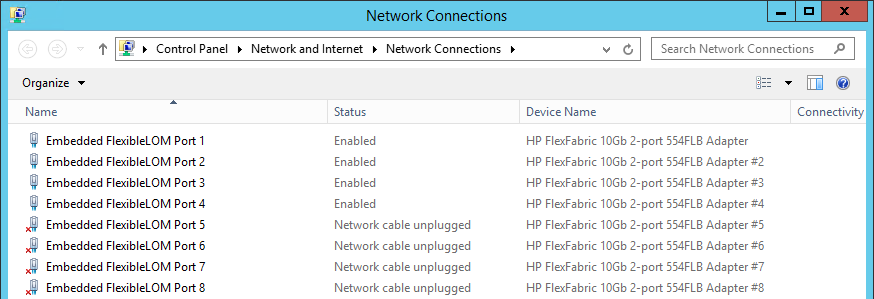 Network Connections
Control Panel Network and Internet Network Connections Search Network Connections
Organize
Name Status Device Name Connectivity
Embedded FlexibleLOM Port 1 Enabled HP FlexFabric 10Gb 2-port 554FLB Adapter
Embedded FlexibleLOM Port 2 Enabled HP FlexFabric 10Gb 2-port 554FLB Adapter #2
Embedded FlexibleLOM Port 3 Enabled HP FlexFabric 10Gb 2-port 554FLB Adapter #3
Embedded FlexibleLOM Port 4 Enabled HP FlexFabric 10Gb 2-port 554FLB Adapter #4
Embedded FlexibleLOM Port 5 Network cable unplugged HP FlexFabric 10Gb 2-port 554FLB Adapter #5
Embedded FlexibleLOM Port 6 Network cable unplugged HP FlexFabric 10Gb 2-port 554FLB Adapter #6
Embedded FlexibleLOM Port 7 Network cable unplugged HP FlexFabric 10Gb 2-port 554FLB Adapter #7
Embedded FlexibleLOM Port 8 Network cable unplugged HP FlexFabric 10Gb 2-port 554FLB Adapter #8